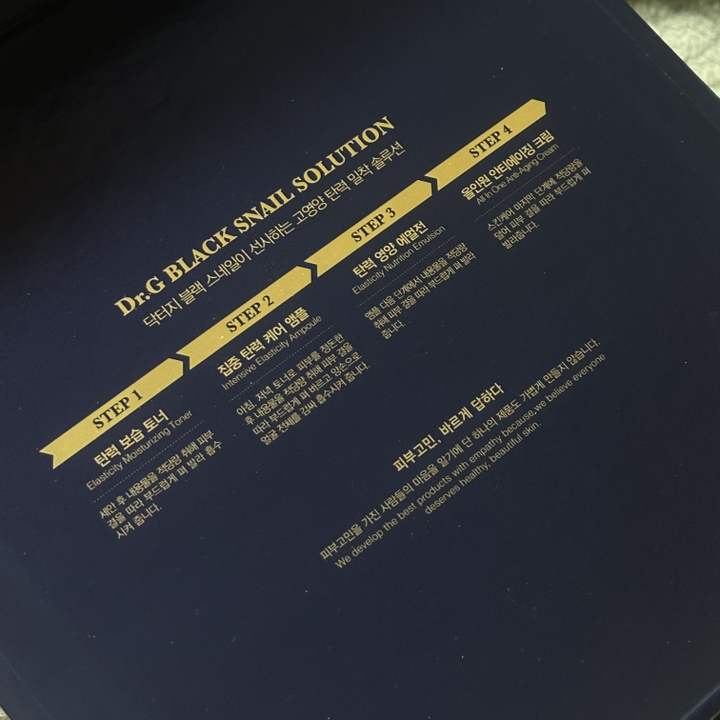 Dr.G BLACK SNAIL SOLUTION
닥터지 블랙 스네일이 선사하는 고영양 탄력 밀착 솔루션
STEP 1
탄력 보습 토너
Elasticity Moisturizing Toner
세안 후 내용물을 적당량 취해 피부
결을 따라 부드럽게 펴 발라 흡수
시켜 줍니다.
STEP 2
집중 탄력 케어 앰플
Intensive Elasticity Ampoule
아침, 저녁 토너로 피부를 정돈한
후 내용물을 적당량 취해 피부 결을
따라 부드럽게 펴 바르고 양손으로
얼굴 전체를 감싸 흡수시켜 줍니다.
STEP 3
탄력 영양 에멀전
Elasticity Nutrition Emulsion
앰플 다음 단계에서 내용물을 적당량
취해 피부 결을 따라 부드럽게 펴 발라
줍니다.
STEP 4
올인원 안티에이징 크림
All In One Anti-Aging Cream
스킨케어 마지막 단계에 적당량을
덜어 피부 결을 따라 부드럽게 펴
발라줍니다.
피부고민, 바르게 답하다
피부고민을 가진 사람들의 마음을 알기에 단 하나의 제품도 가볍게 만들지 않습니다.
We develop the best products with empathy because,we believe everyone
deserves healthy, beautiful skin.